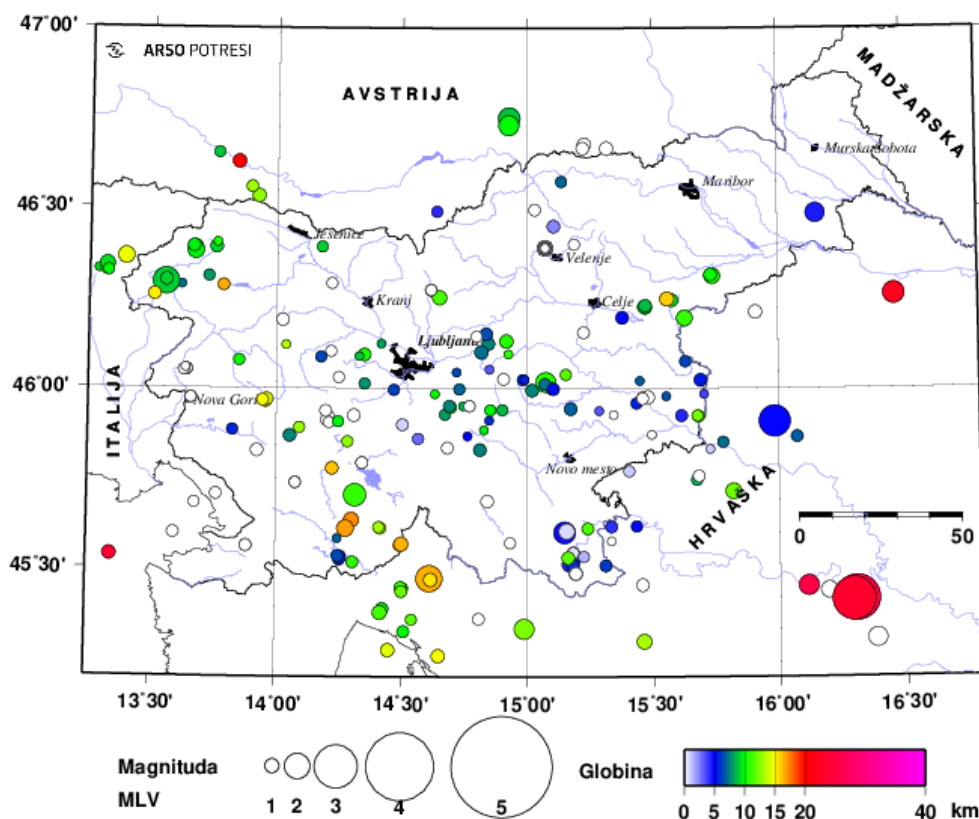 47°00'
ARSO POTRESI
AVSTRIJA
MADŽARSKA
Murska Sobota
Maribor
46°30'
Jesenice
Velenje
Kranj
Celje
Ljubljana
46°00'
ITALIJA
Nova Gorica
Novo mesto
HRVAŠKA
0 50
45°30'
13°30' 14°00' 14°30' 15°00' 15°30' 16°00' 16°30'
Magnituda
MLV
1 2 3 4 5
Globina
0 5 10 15 20 40 km